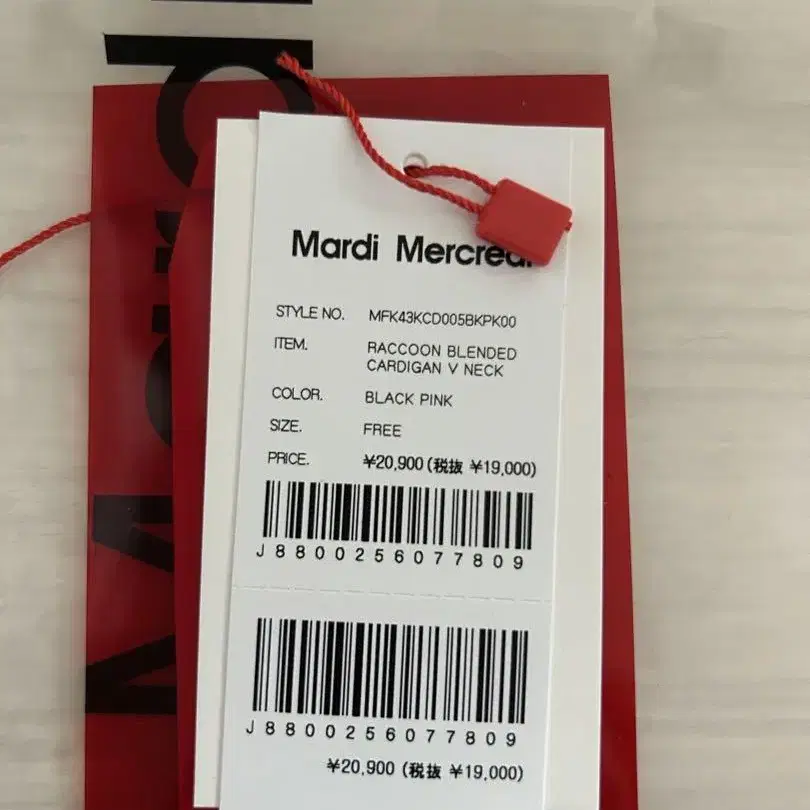 Mardi Mercredi
STYLE NO. MFK43KCD005BKPK00
ITEM. RACCOON BLENDED
CARDIGAN V NECK
COLOR. BLACK PINK
SIZE. FREE
PRICE. ¥20,900 (税抜 ¥19,000)
J8800256077809
J8800256077809
¥20,900 (税抜 ¥19,000)